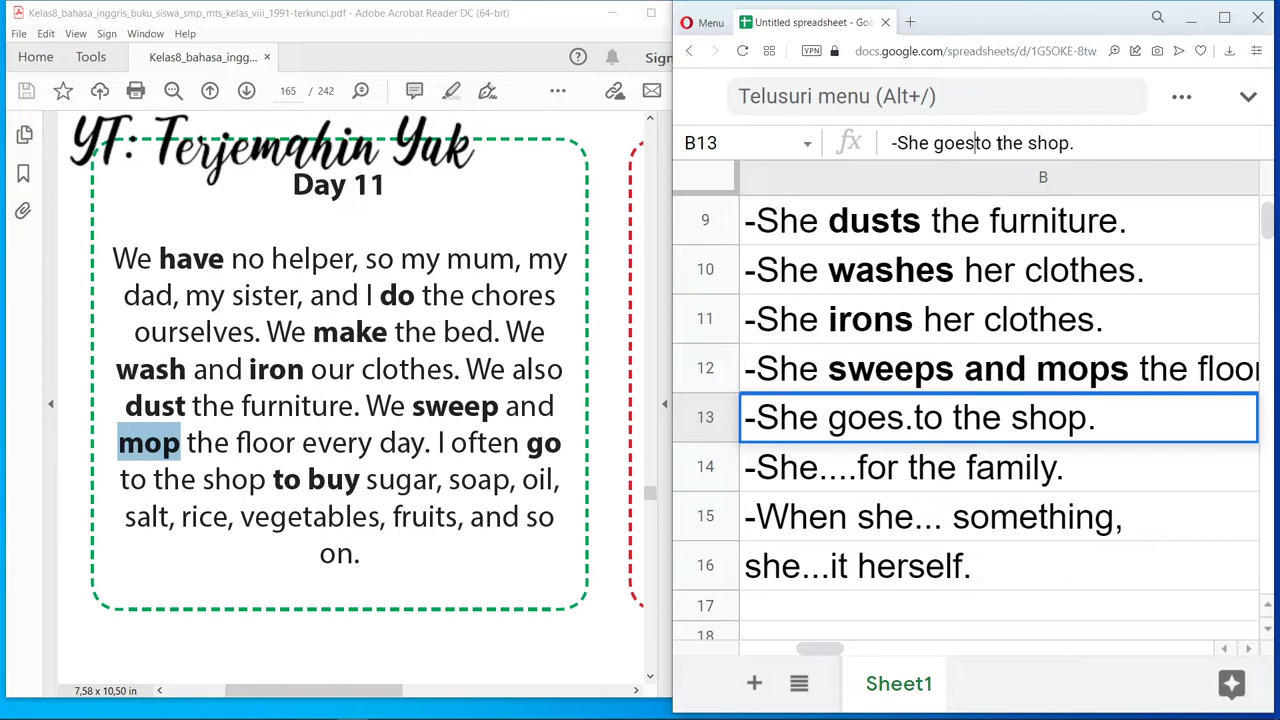 Kelas8_bahasa_inggris_buku_siswa_smp_mts_kelas_viii_1991-terkunci.pdf - Adobe Acrobat Reader DC (64-bit)
File Edit View Sign Window Help
Home Tools Kelas8_bahasa_ingg... × Sign
165 / 242
YT: Terjemahin Yuk
Day 11
We have no helper, so my mum, my
dad, my sister, and I do the chores
ourselves. We make the bed. We
wash and iron our clothes. We also
dust the furniture. We sweep and
mop the floor every day. I often go
to the shop to buy sugar, soap, oil,
salt, rice, vegetables, fruits, and so
on.
7,58 x 10,50 in
Menu Untitled spreadsheet - Goo
VPN docs.google.com/spreadsheets/d/1G5OKE-8tw
Telusuri menu (Alt+/)
B13 fx -She goesto the shop.
B
9 -She dusts the furniture.
10 -She washes her clothes.
11 -She irons her clothes.
12 -She sweeps and mops the floor
13 -She goes.to the shop.
14 -She....for the family.
15 -When she... something,
16 she...it herself.
17
18
Sheet1